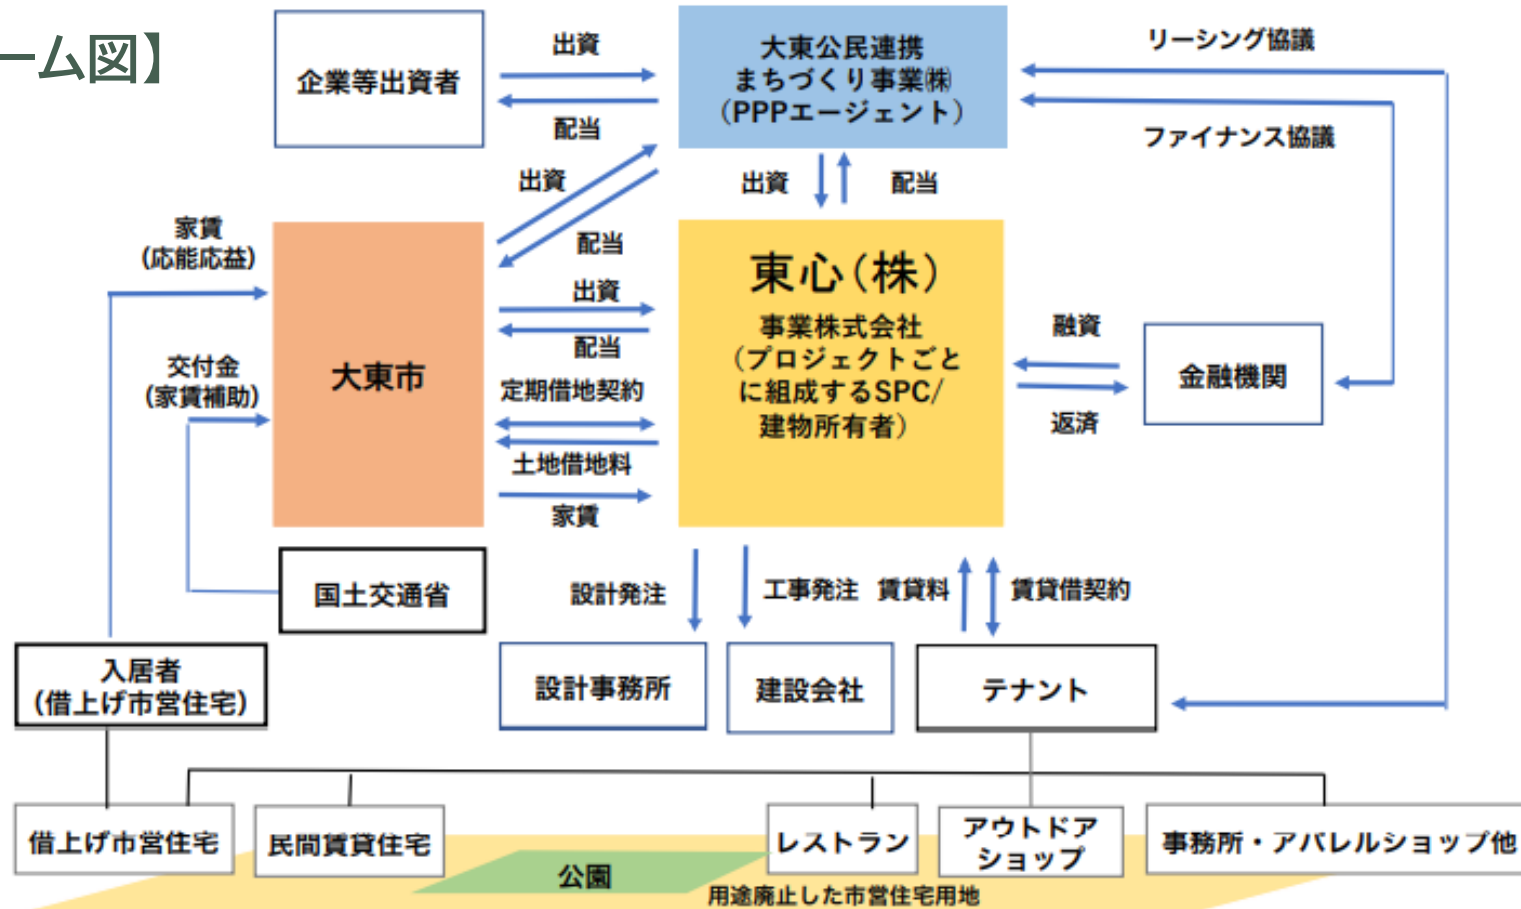 ーム図】
企業等出資者
出資
配当
大東公民連携
まちづくり事業㈱
（PPPエージェント）
リーシング協議
ファイナンス協議
出資
配当
出資
配当
家賃
（応能応益）
交付金
（家賃補助）
大東市
出資
配当
定期借地契約
土地借地料
家賃
東心（株）
事業株式会社
（プロジェクトごと
に組成するSPC/
建物所有者）
融資
返済
金融機関
国土交通省
設計発注
工事発注
賃貸料
賃貸借契約
入居者
（借上げ市営住宅）
設計事務所
建設会社
テナント
借上げ市営住宅
民間賃貸住宅
レストラン
アウトドア
ショップ
事務所・アパレルショップ他
公園
用途廃止した市営住宅用地